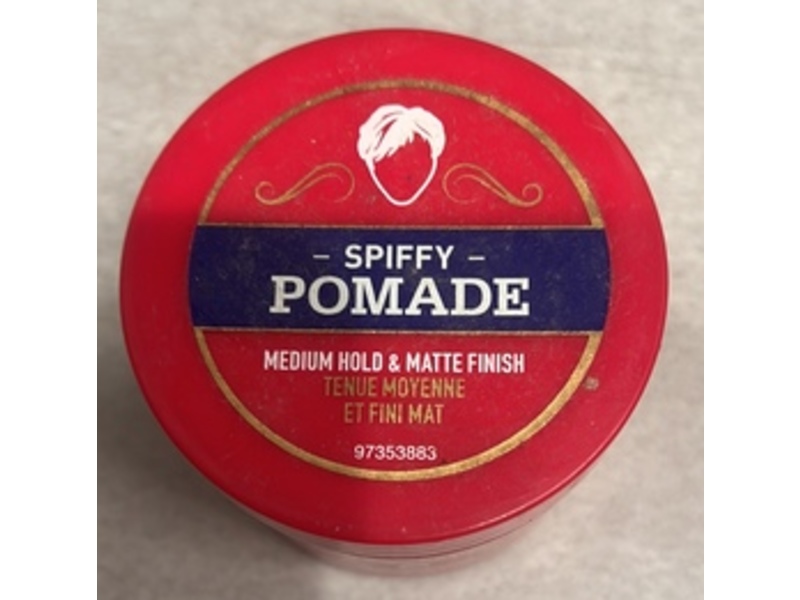 – SPIFFY –
POMADE
MEDIUM HOLD & MATTE FINISH
TENUE MOYENNE
ET FINI MAT
97353883